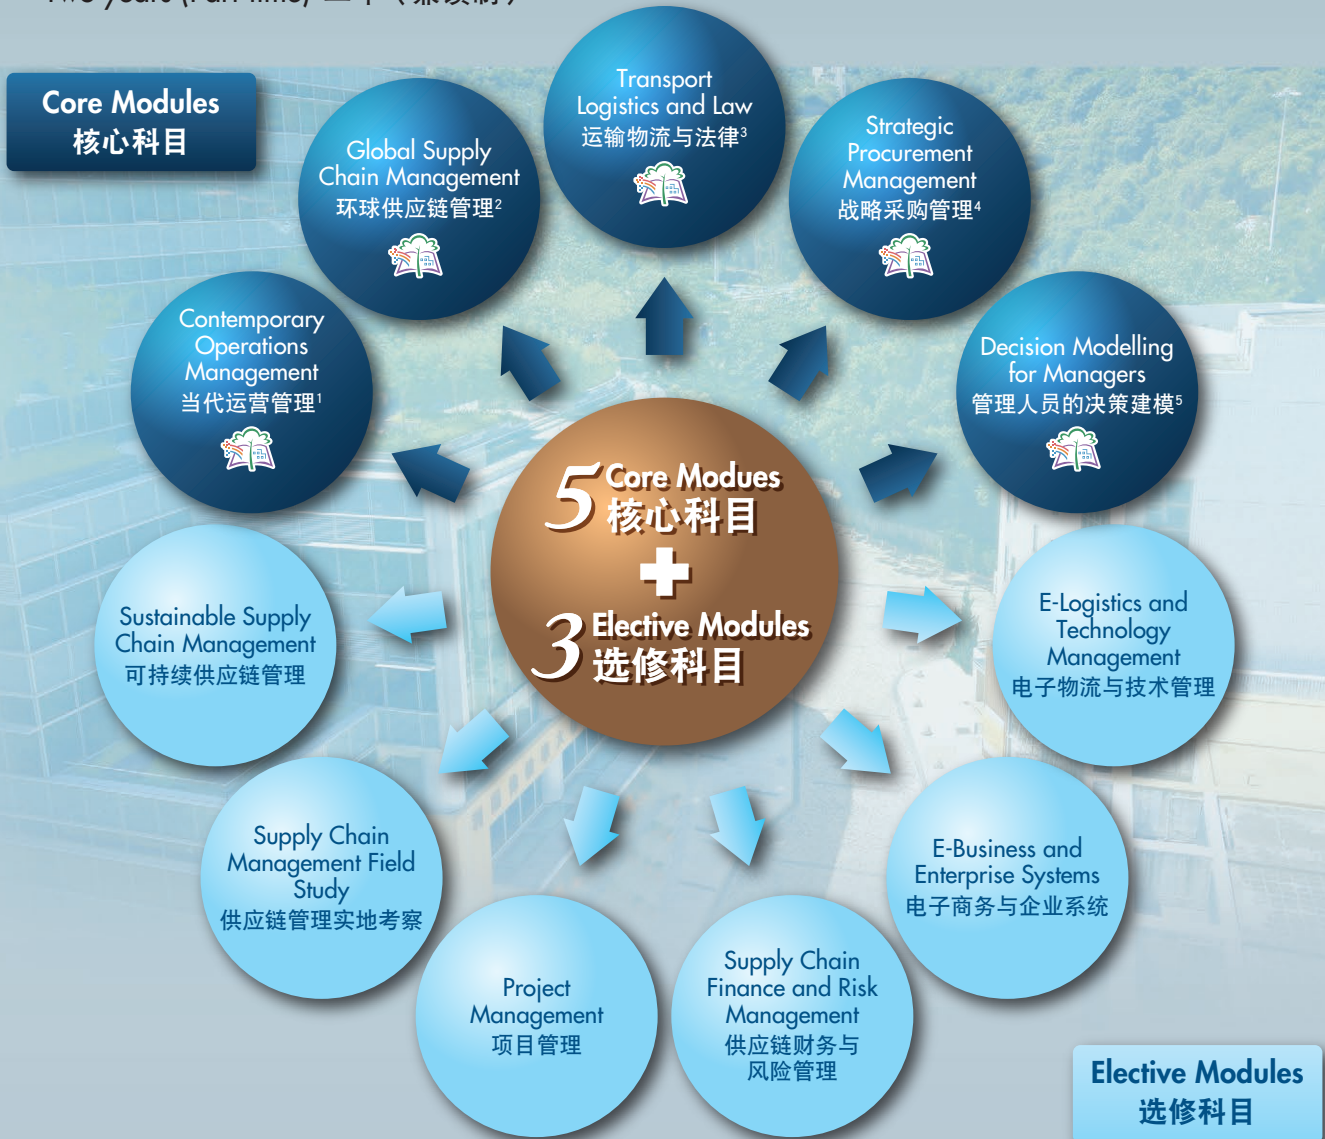 Core Modules
核心科目
Transport
Logistics and Law
运输物流与法律3
Global Supply
Chain Management
环球供应链管理2
Strategic
Procurement
Management
战略采购管理4
Contemporary
Operations
Management
当代运营管理1
Decision Modelling
for Managers
管理人员的决策建模5
5 Core Modues
核心科目
+
3 Elective Modules
选修科目
Sustainable Supply
Chain Management
可持续供应链管理
E-Logistics and
Technology
Management
电子物流与技术管理
Supply Chain
Management Field
Study
供应链管理实地考察
E-Business and
Enterprise Systems
电子商务与企业系统
Project
Management
项目管理
Supply Chain
Finance and Risk
Management
供应链财务与
风险管理
Elective Modules
选修科目